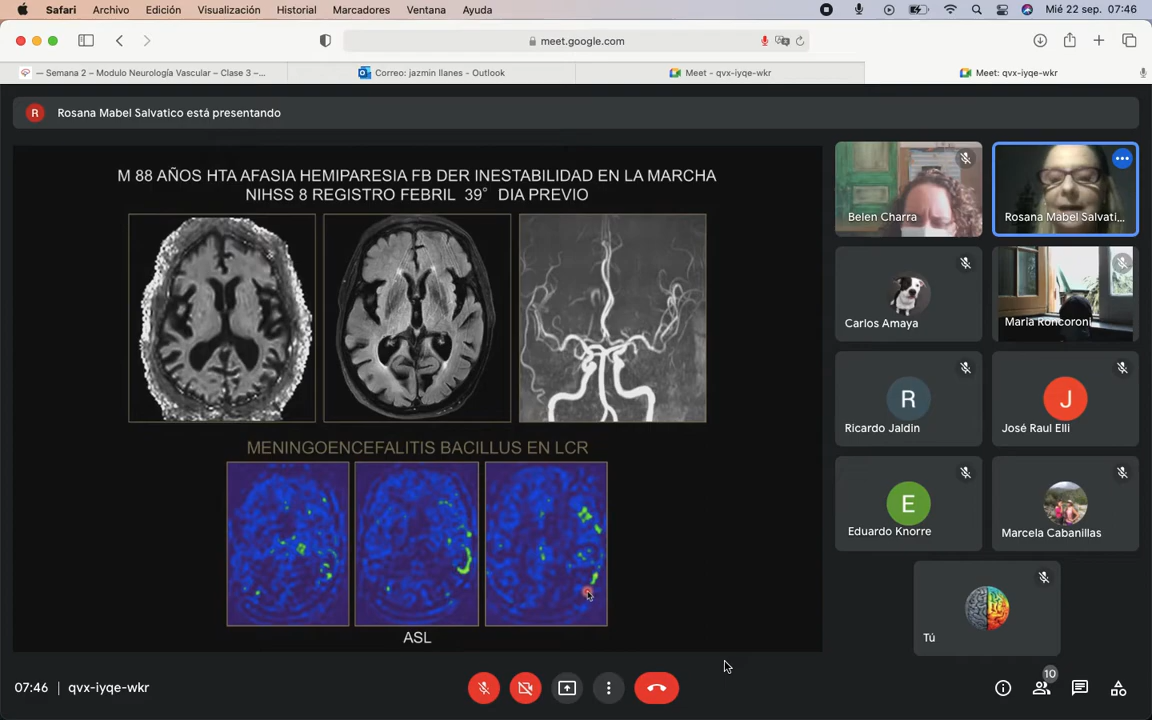 Safari Archivo Edición Visualización Historial Marcadores Ventana Ayuda Mié 22 sep. 07:46
meet.google.com
— Semana 2 – Modulo Neurología Vascular – Clase 3 –... Correo: jazmin llanes - Outlook Meet - qvx-iyqe-wkr Meet: qvx-iyqe-wkr
R Rosana Mabel Salvatico está presentando
M 88 AÑOS HTA AFASIA HEMIPARESIA FB DER INESTABILIDAD EN LA MARCHA
NIHSS 8 REGISTRO FEBRIL 39° DIA PREVIO
MENINGOENCEFALITIS BACILLUS EN LCR
ASL
Belen Charra
Rosana Mabel Salvati...
Carlos Amaya
Maria Roncoroni
R
Ricardo Jaldin
J
José Raul Elli
E
Eduardo Knorre
Marcela Cabanillas
Tú
07:46 | qvx-iyqe-wkr
10